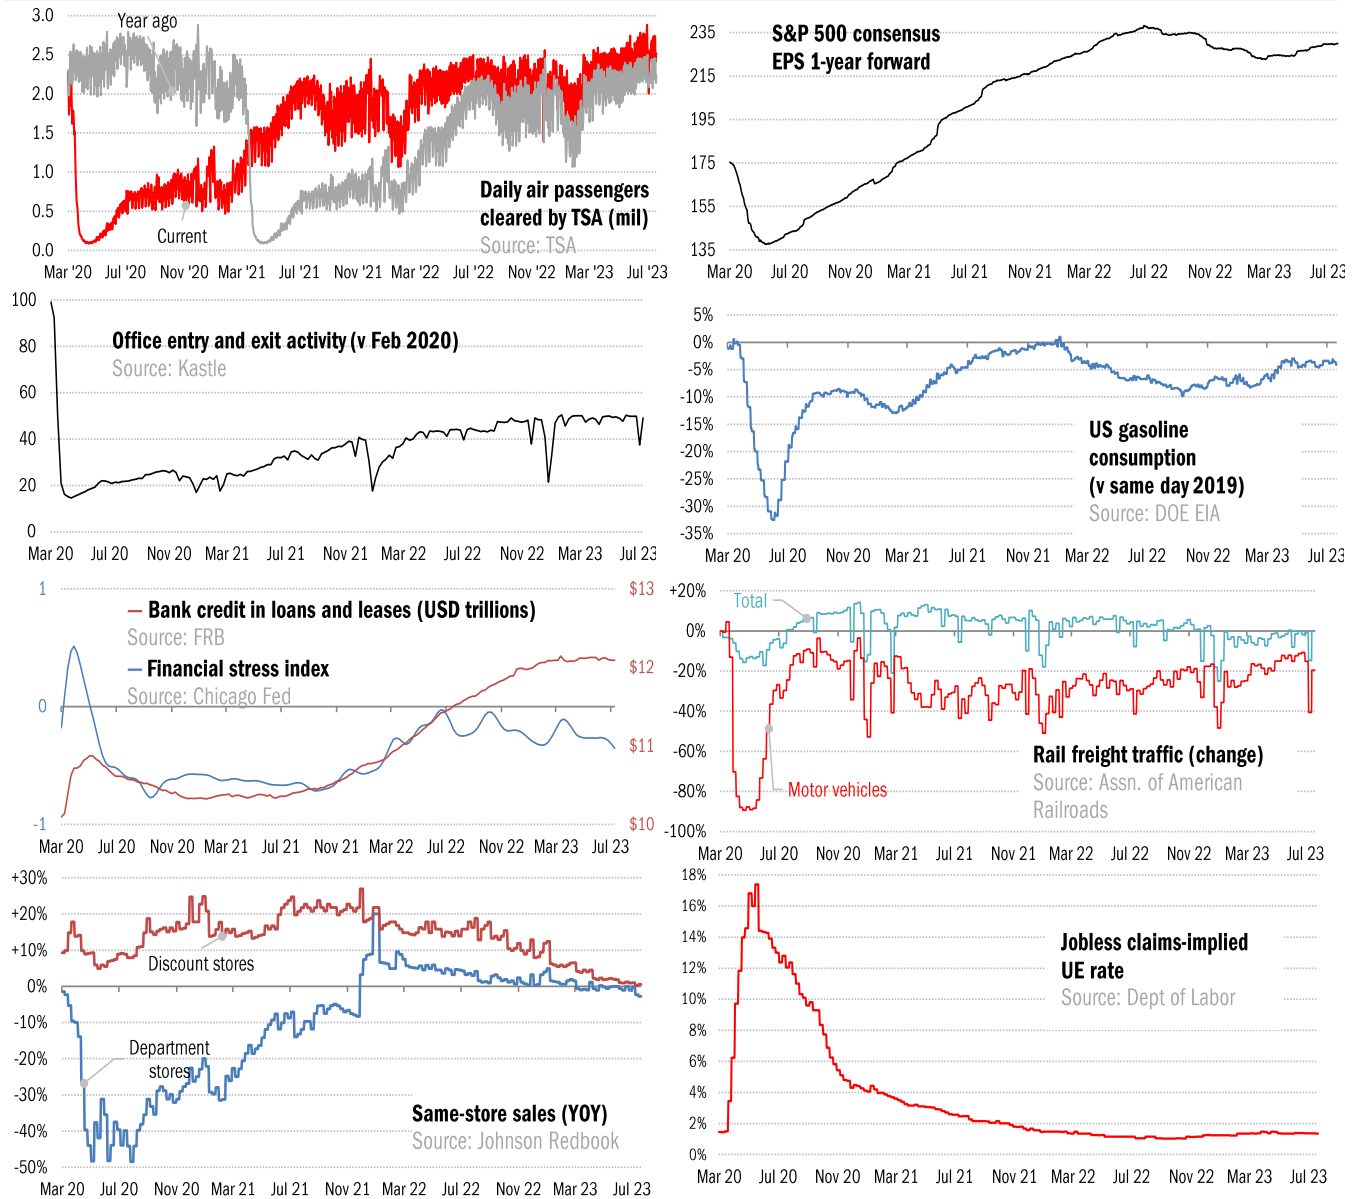 3.0
2.5
2.0
1.5
1.0
0.5
0.0
Year ago
Current
Daily air passengers
cleared by TSA (mil)
Source: TSA
Mar '20 Jul '20 Nov '20 Mar '21 Jul '21 Nov '21 Mar '22 Jul '22 Nov '22 Mar '23 Jul '23
235
215
195
175
155
135
S&P 500 consensus
EPS 1-year forward
Mar 20 Jul 20 Nov 20 Mar 21 Jul 21 Nov 21 Mar 22 Jul 22 Nov 22 Mar 23 Jul 23
100
80
60
40
20
0
Office entry and exit activity (v Feb 2020)
Source: Kastle
Mar 20 Jul 20 Nov 20 Mar 21 Jul 21 Nov 21 Mar 22 Jul 22 Nov 22 Mar 23 Jul 23
5%
0%
-5%
-10%
-15%
-20%
-25%
-30%
-35%
US gasoline
consumption
(v same day 2019)
Source: DOE EIA
Mar 20 Jul 20 Nov 20 Mar 21 Jul 21 Nov 21 Mar 22 Jul 22 Nov 22 Mar 23 Jul 23
1
0
-1
$13
$12
$11
$10
Bank credit in loans and leases (USD trillions)
Source: FRB
Financial stress index
Source: Chicago Fed
Mar 20 Jul 20 Nov 20 Mar 21 Jul 21 Nov 21 Mar 22 Jul 22 Nov 22 Mar 23 Jul 23
+20%
0%
-20%
-40%
-60%
-80%
-100%
Total
Motor vehicles
Rail freight traffic (change)
Source: Assn. of American
Railroads
Mar 20 Jul 20 Nov 20 Mar 21 Jul 21 Nov 21 Mar 22 Jul 22 Nov 22 Mar 23 Jul 23
+30%
+20%
+10%
0%
-10%
-20%
-30%
-40%
-50%
Discount stores
Department
stores
Same-store sales (YOY)
Source: Johnson Redbook
Mar 20 Jul 20 Nov 20 Mar 21 Jul 21 Nov 21 Mar 22 Jul 22 Nov 22 Mar 23 Jul 23
18%
16%
14%
12%
10%
8%
6%
4%
2%
0%
Jobless claims-implied
UE rate
Source: Dept of Labor
Mar 20 Jul 20 Nov 20 Mar 21 Jul 21 Nov 21 Mar 22 Jul 22 Nov 22 Mar 23 Jul 23